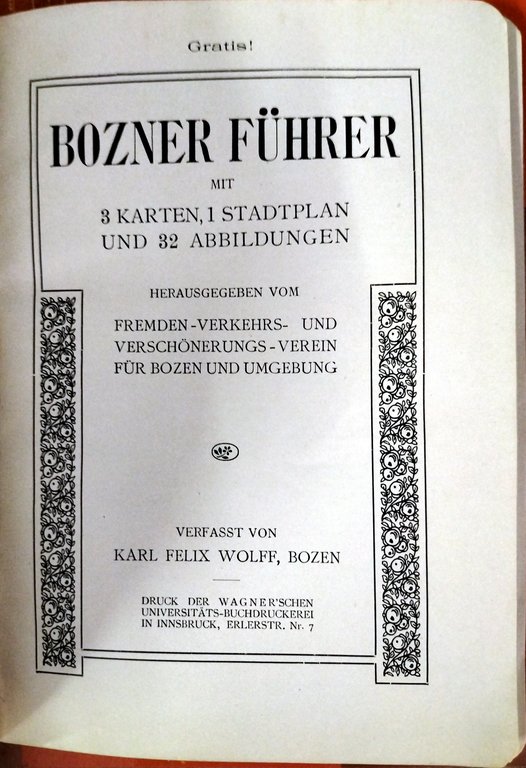 Gratis!
BOZNER FÜHRER
MIT
3 KARTEN, 1 STADTPLAN
UND 32 ABBILDUNGEN
HERAUSGEGEBEN VOM
FREMDEN-VERKEHRS- UND
VERSCHÖNERUNGS-VEREIN
FÜR BOZEN UND UMGEBUNG
VERFASST VON
KARL FELIX WOLFF, BOZEN
DRUCK DER WAGNER'SCHEN
UNIVERSITÄTS-BUCHDRUCKEREI
IN INNSBRUCK, ERLERSTR. Nr. 7